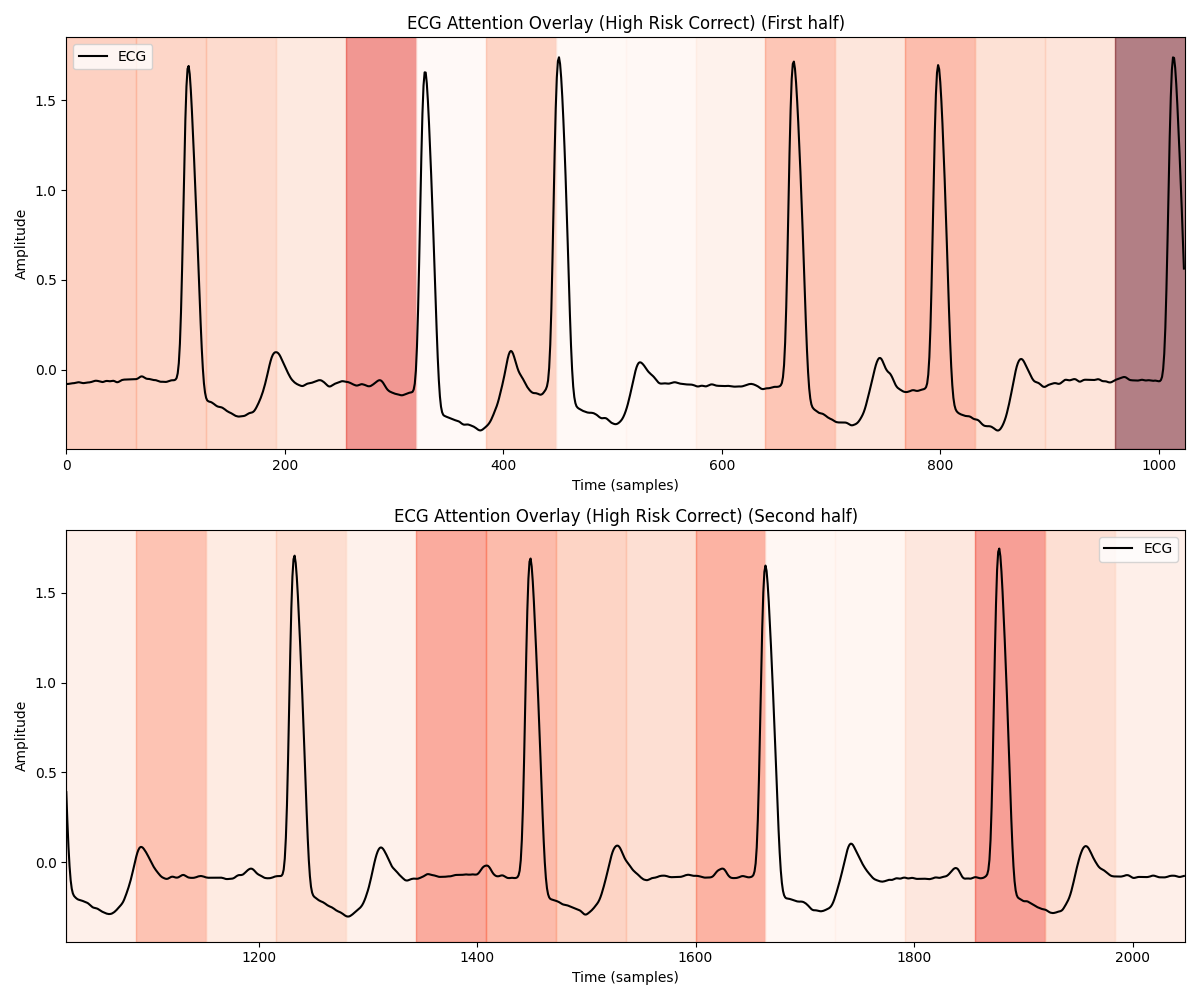 ECG Attention Overlay (High Risk Correct) (First half)
ECG
1.5
1.0
0.5
0.0
Amplitude
0 200 400 600 800 1000
Time (samples)
ECG Attention Overlay (High Risk Correct) (Second half)
ECG
1.5
1.0
0.5
0.0
Amplitude
1200 1400 1600 1800 2000
Time (samples)